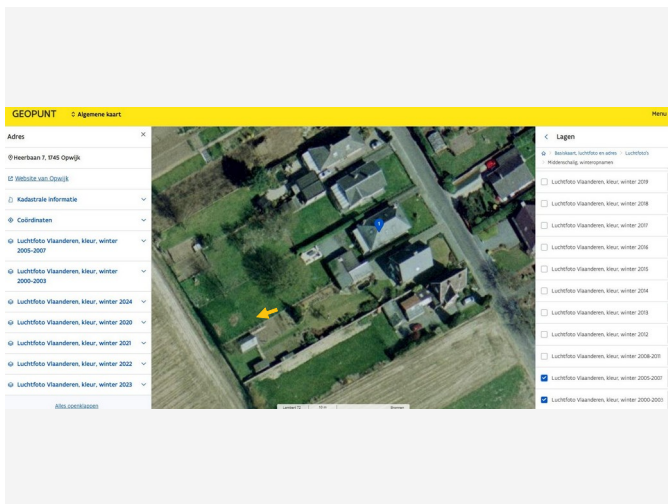 GEOPUNT
Algemene kaart
Menu
Adres
Heerbaan 7, 1745 Opwijk
Website van Opwijk
Kadastrale informatie
Coördinaten
Luchtfoto Vlaanderen, kleur, winter
2005-2007
Luchtfoto Vlaanderen, kleur, winter
2000-2003
Luchtfoto Vlaanderen, kleur, winter 2024
Luchtfoto Vlaanderen, kleur, winter 2020
Luchtfoto Vlaanderen, kleur, winter 2021
Luchtfoto Vlaanderen, kleur, winter 2022
Luchtfoto Vlaanderen, kleur, winter 2023
Alles openklappen
Lambert 72
Bronnen
Lagen
Basiskaart, luchtfoto en adres
Luchtfoto's
Middenschalig, winteropnamen
Luchtfoto Vlaanderen, kleur, winter 2019
Luchtfoto Vlaanderen, kleur, winter 2018
Luchtfoto Vlaanderen, kleur, winter 2017
Luchtfoto Vlaanderen, kleur, winter 2016
Luchtfoto Vlaanderen, kleur, winter 2015
Luchtfoto Vlaanderen, kleur, winter 2014
Luchtfoto Vlaanderen, kleur, winter 2013
Luchtfoto Vlaanderen, kleur, winter 2012
Luchtfoto Vlaanderen, kleur, winter 2008-2011
Luchtfoto Vlaanderen, kleur, winter 2005-2007
Luchtfoto Vlaanderen, kleur, winter 2000-2003